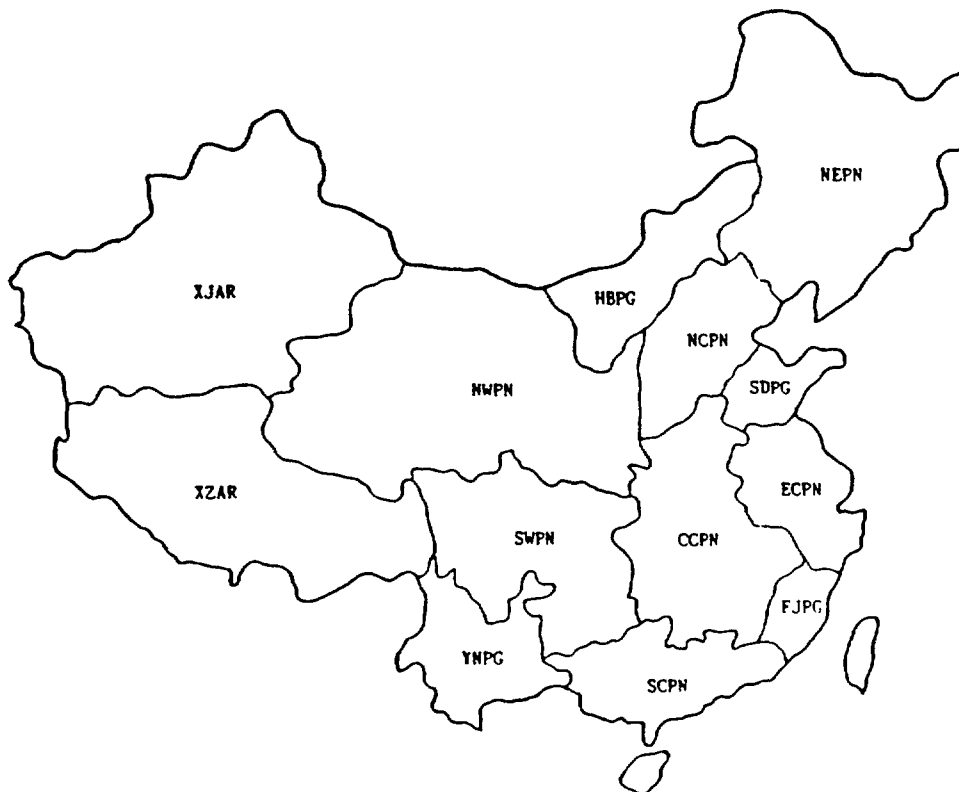 NEPN
XJAR
HBPG
NCPN
NWPN
SDPG
XZAR
ECPN
SWPN
CCPN
FJPG
YNPG
SCPN